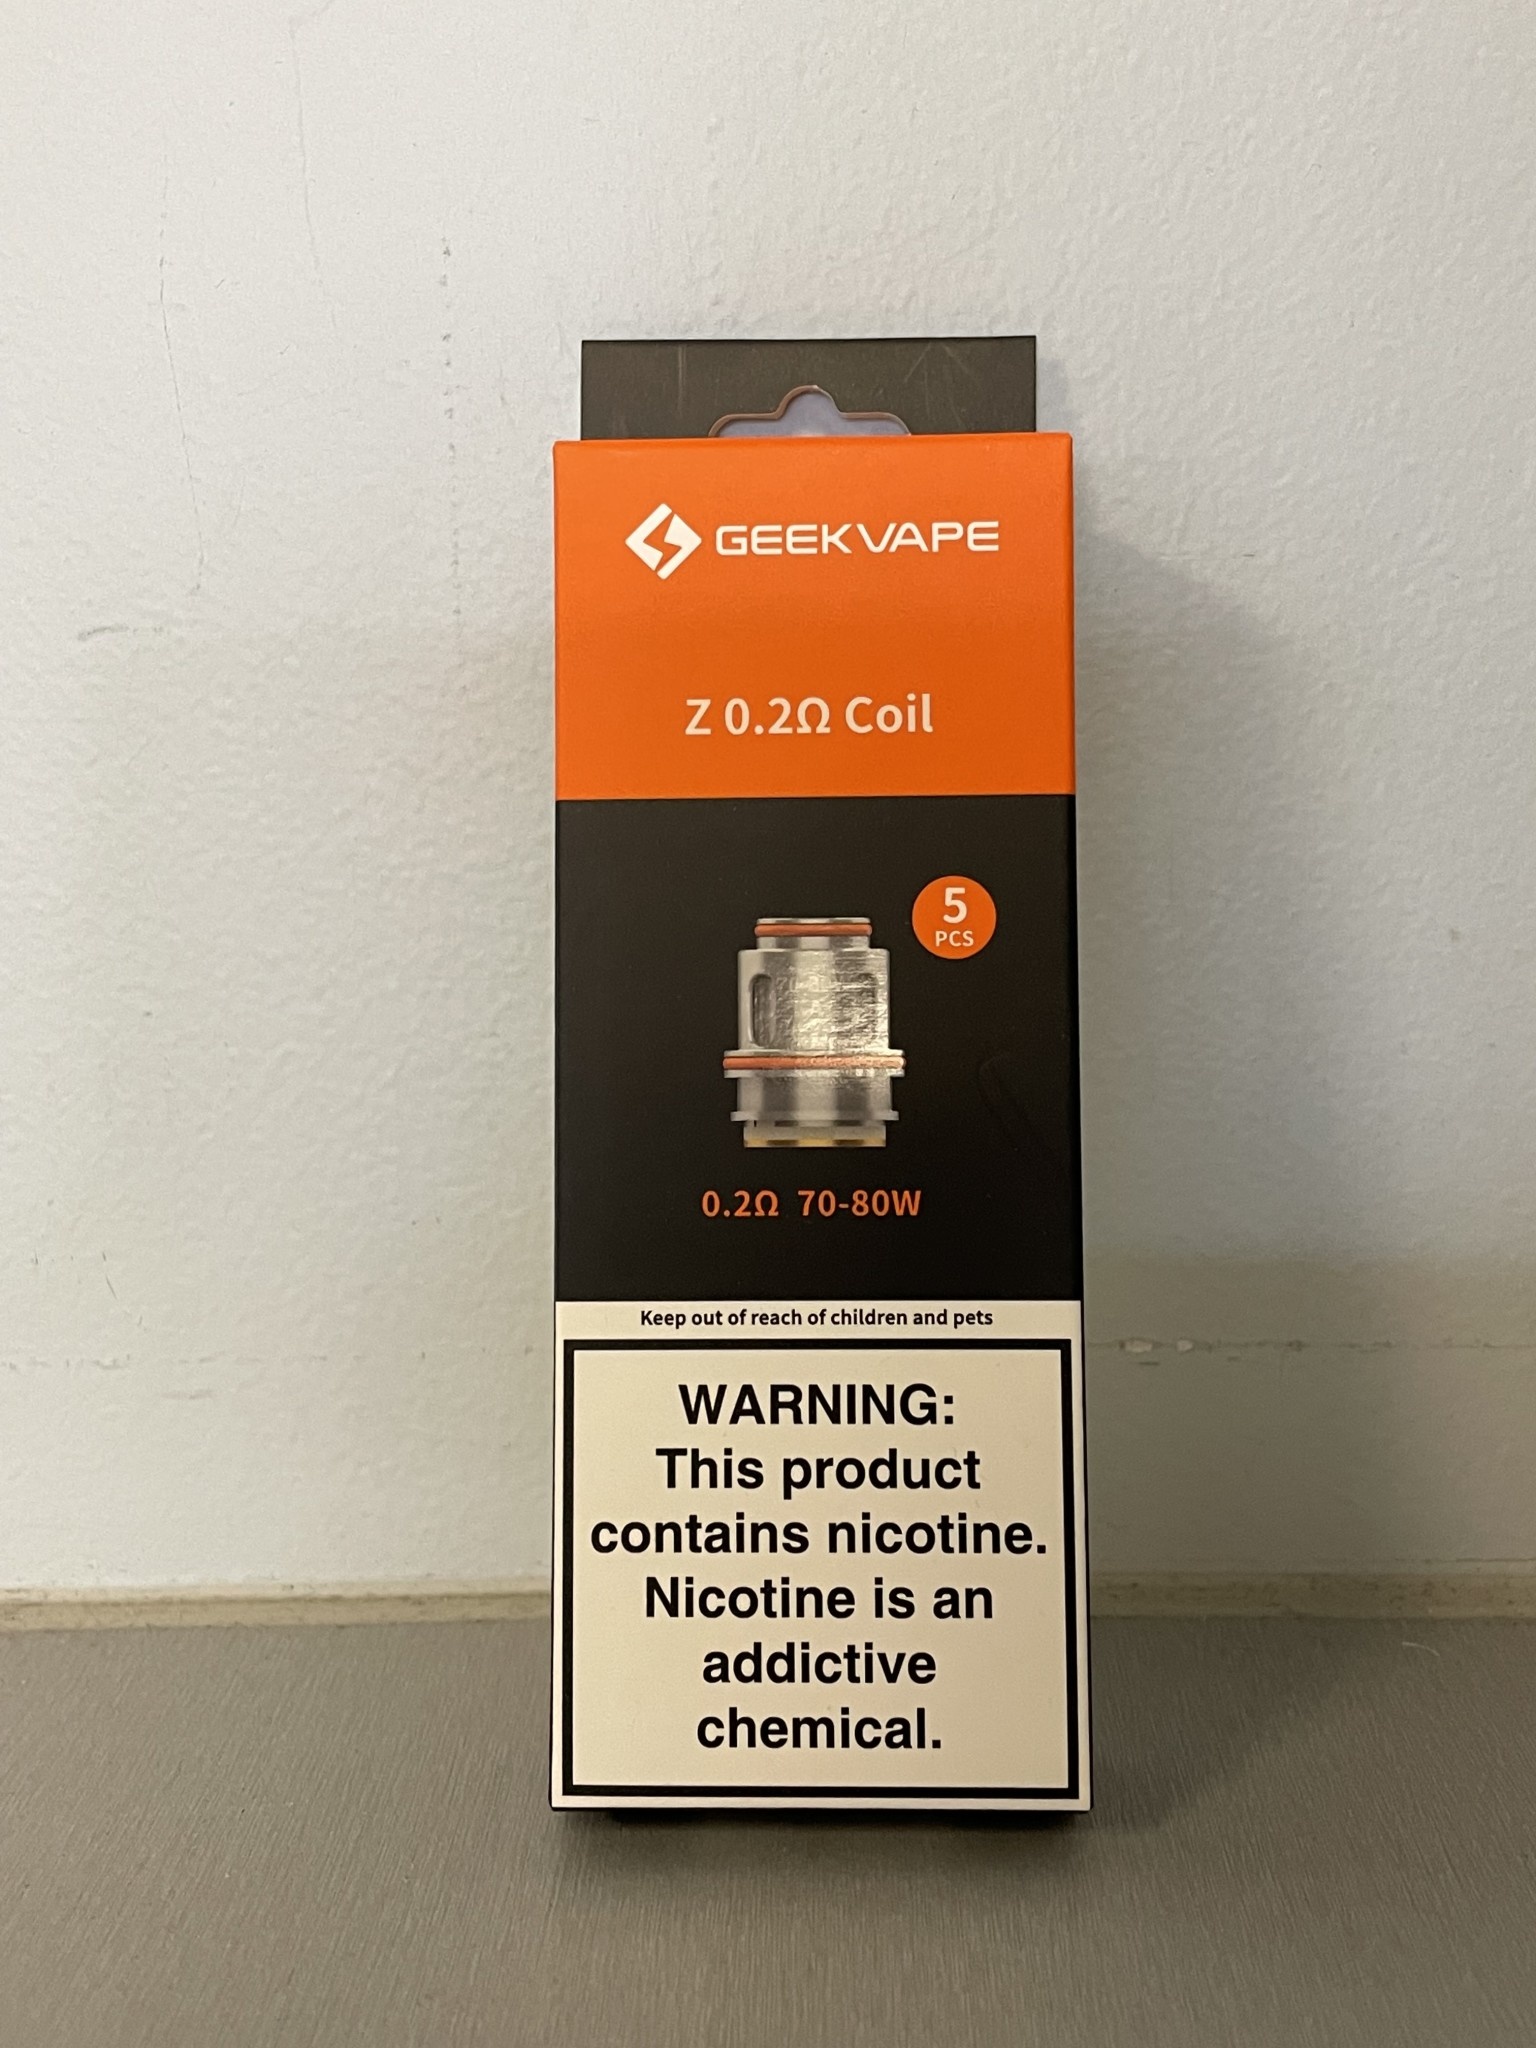 GEEKVAPE
Z 0.2Ω Coil
5
PCS
0.2Ω 70-80W
Keep out of reach of children and pets
WARNING:
This product
contains nicotine.
Nicotine is an
addictive
chemical.